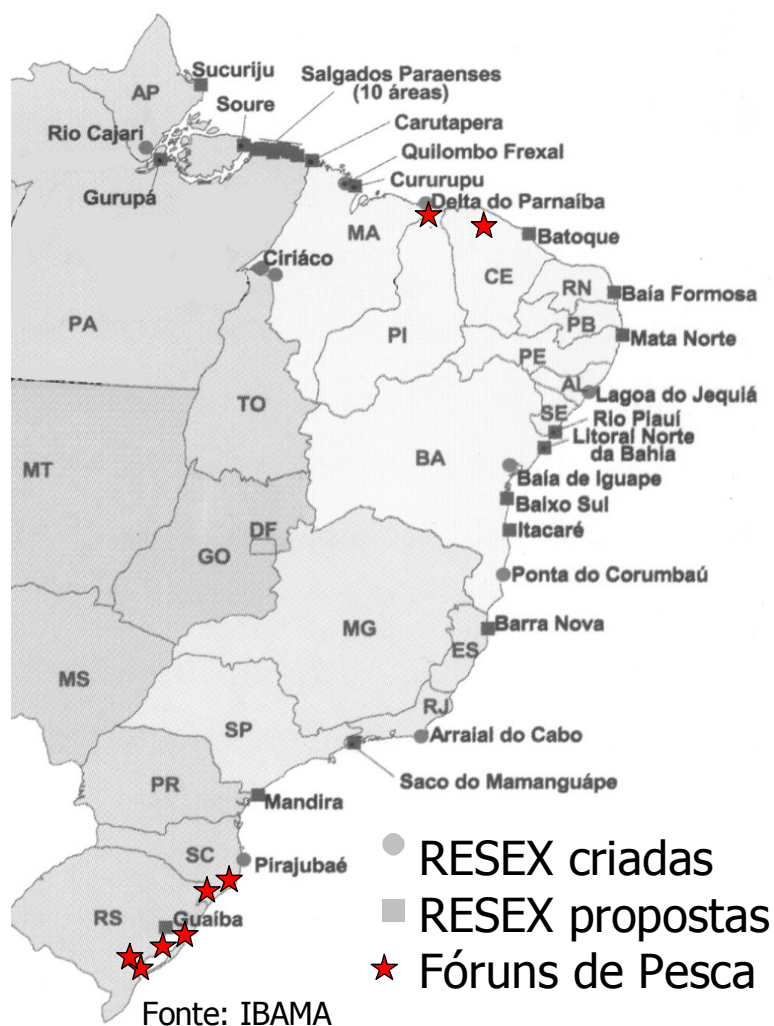 Sucuriju
Salgados Paraenses
(10 áreas)
AP
Soure
Carutapera
Rio Cajari
Quilombo Frexal
Cururupu
Gurupá
Delta do Parnaíba
MA
Batoque
Ciriáco
CE
RN
Baía Formosa
PA
PI
PB
Mata Norte
PE
AL
Lagoa do Jequiá
TO
SE
Rio Piauí
Litoral Norte
da Bahia
BA
MT
Baía de Iguape
Baixo Sul
DF
Itacaré
GO
Ponta do Corumbaú
MG
Barra Nova
ES
MS
RJ
SP
Arraial do Cabo
Saco do Mamanguápe
PR
Mandira
SC
Pirajubaé
RESEX criadas
RS
Guaíba
RESEX propostas
Fóruns de Pesca
Fonte: IBAMA